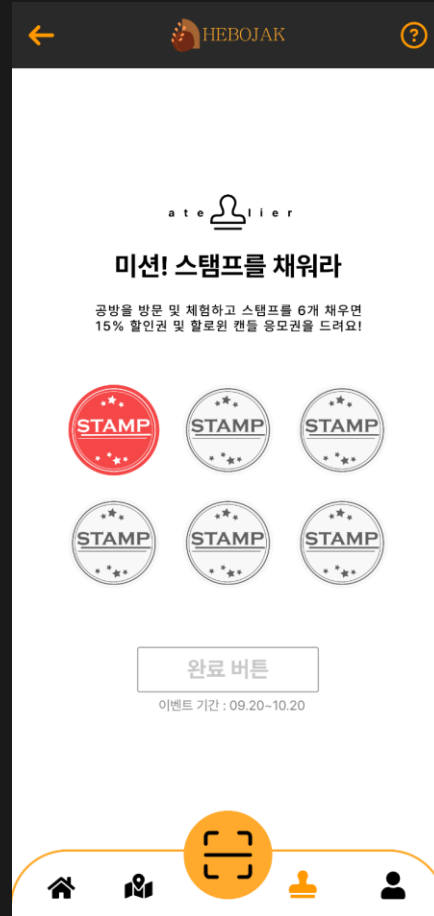 HEBOJAK
atelier
미션! 스탬프를 채워라
공방을 방문 및 체험하고 스탬프를 6개 채우면
15% 할인권 및 할로윈 캔들 응모권을 드려요!
STAMP STAMP STAMP
STAMP STAMP STAMP
완료 버튼
이벤트 기간 : 09.20~10.20